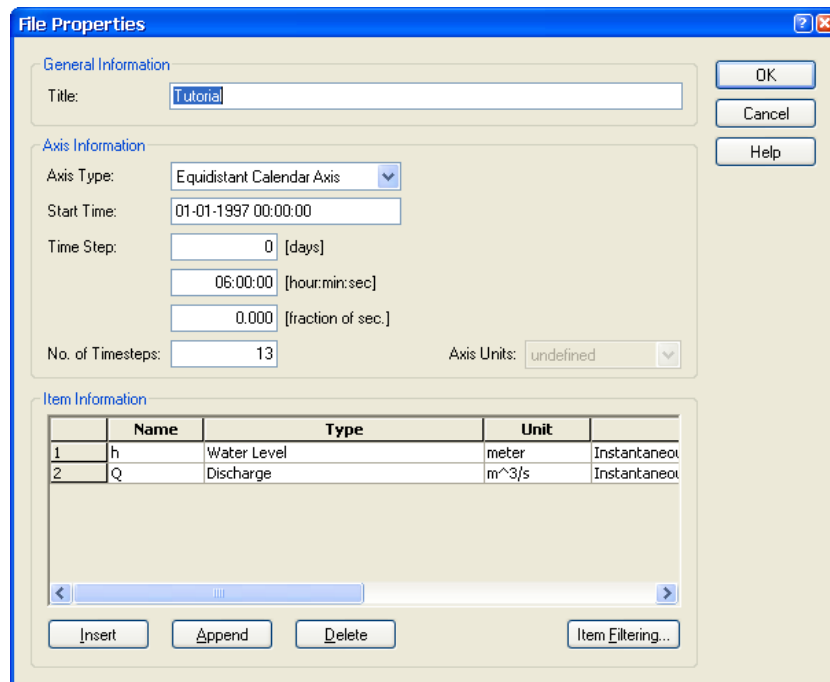 File Properties
General Information
Title: Tutorial
OK
Cancel
Help
Axis Information
Axis Type: Equidistant Calendar Axis
Start Time: 01-01-1997 00:00:00
Time Step: 0 [days]
06:00:00 [hour:min:sec]
0.000 [fraction of sec.]
No. of Timesteps: 13 Axis Units: undefined
Item Information
Name Type Unit
1 h Water Level meter Instantaneou
2 Q Discharge m^3/s Instantaneou
Insert Append Delete Item Filtering...